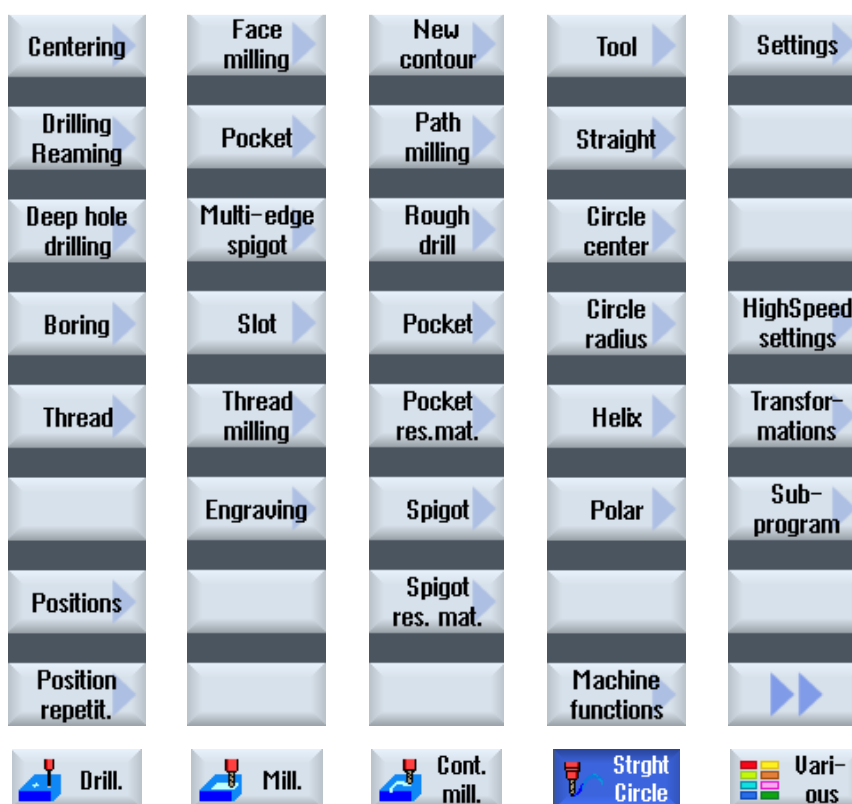 Centering
Drilling
Reaming
Deep hole
drilling
Boring
Thread
Positions
Position
repetit.
Drill.
Face
milling
Pocket
Multi-edge
spigot
Slot
Thread
milling
Engraving
Mill.
New
contour
Path
milling
Rough
drill
Pocket
Pocket
res.mat.
Spigot
Spigot
res. mat.
Cont.
mill.
Tool
Straight
Circle
center
Circle
radius
Helix
Polar
Machine
functions
Strght
Circle
Settings
HighSpeed
settings
Transfor-
mations
Sub-
program
Vari-
ous